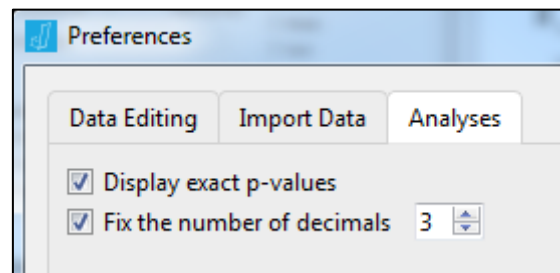 Preferences
Data Editing Import Data Analyses
Display exact p-values
Fix the number of decimals 3